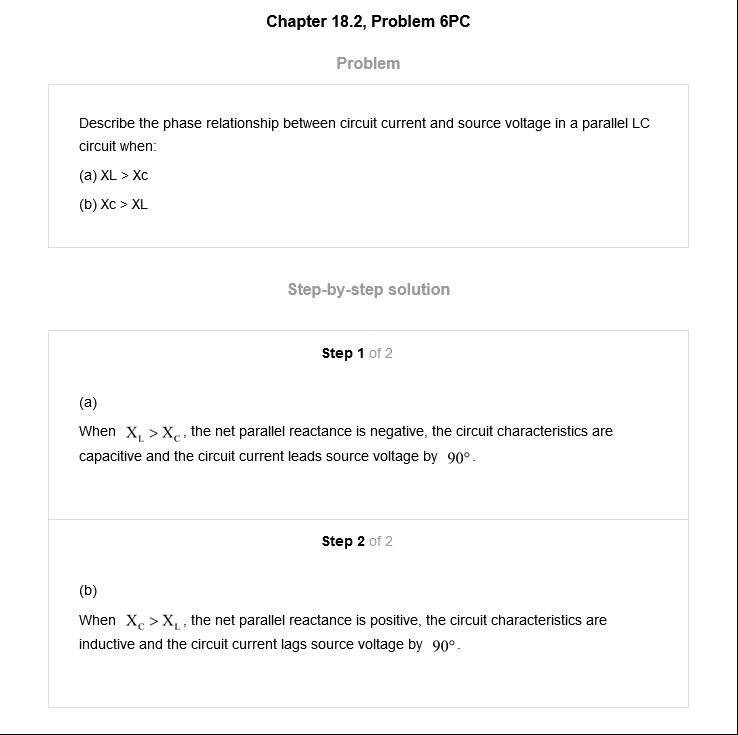 Chapter 18.2, Problem 6PC
Problem
Describe the phase relationship between circuit current and source voltage in a parallel LC
circuit when:
(a) XL > Xc
(b) Xc > XL
Step-by-step solution
Step 1 of 2
(a)
When X_L > X_C, the net parallel reactance is negative, the circuit characteristics are
capacitive and the circuit current leads source voltage by 90°.
Step 2 of 2
(b)
When X_C > X_L, the net parallel reactance is positive, the circuit characteristics are
inductive and the circuit current lags source voltage by 90°.